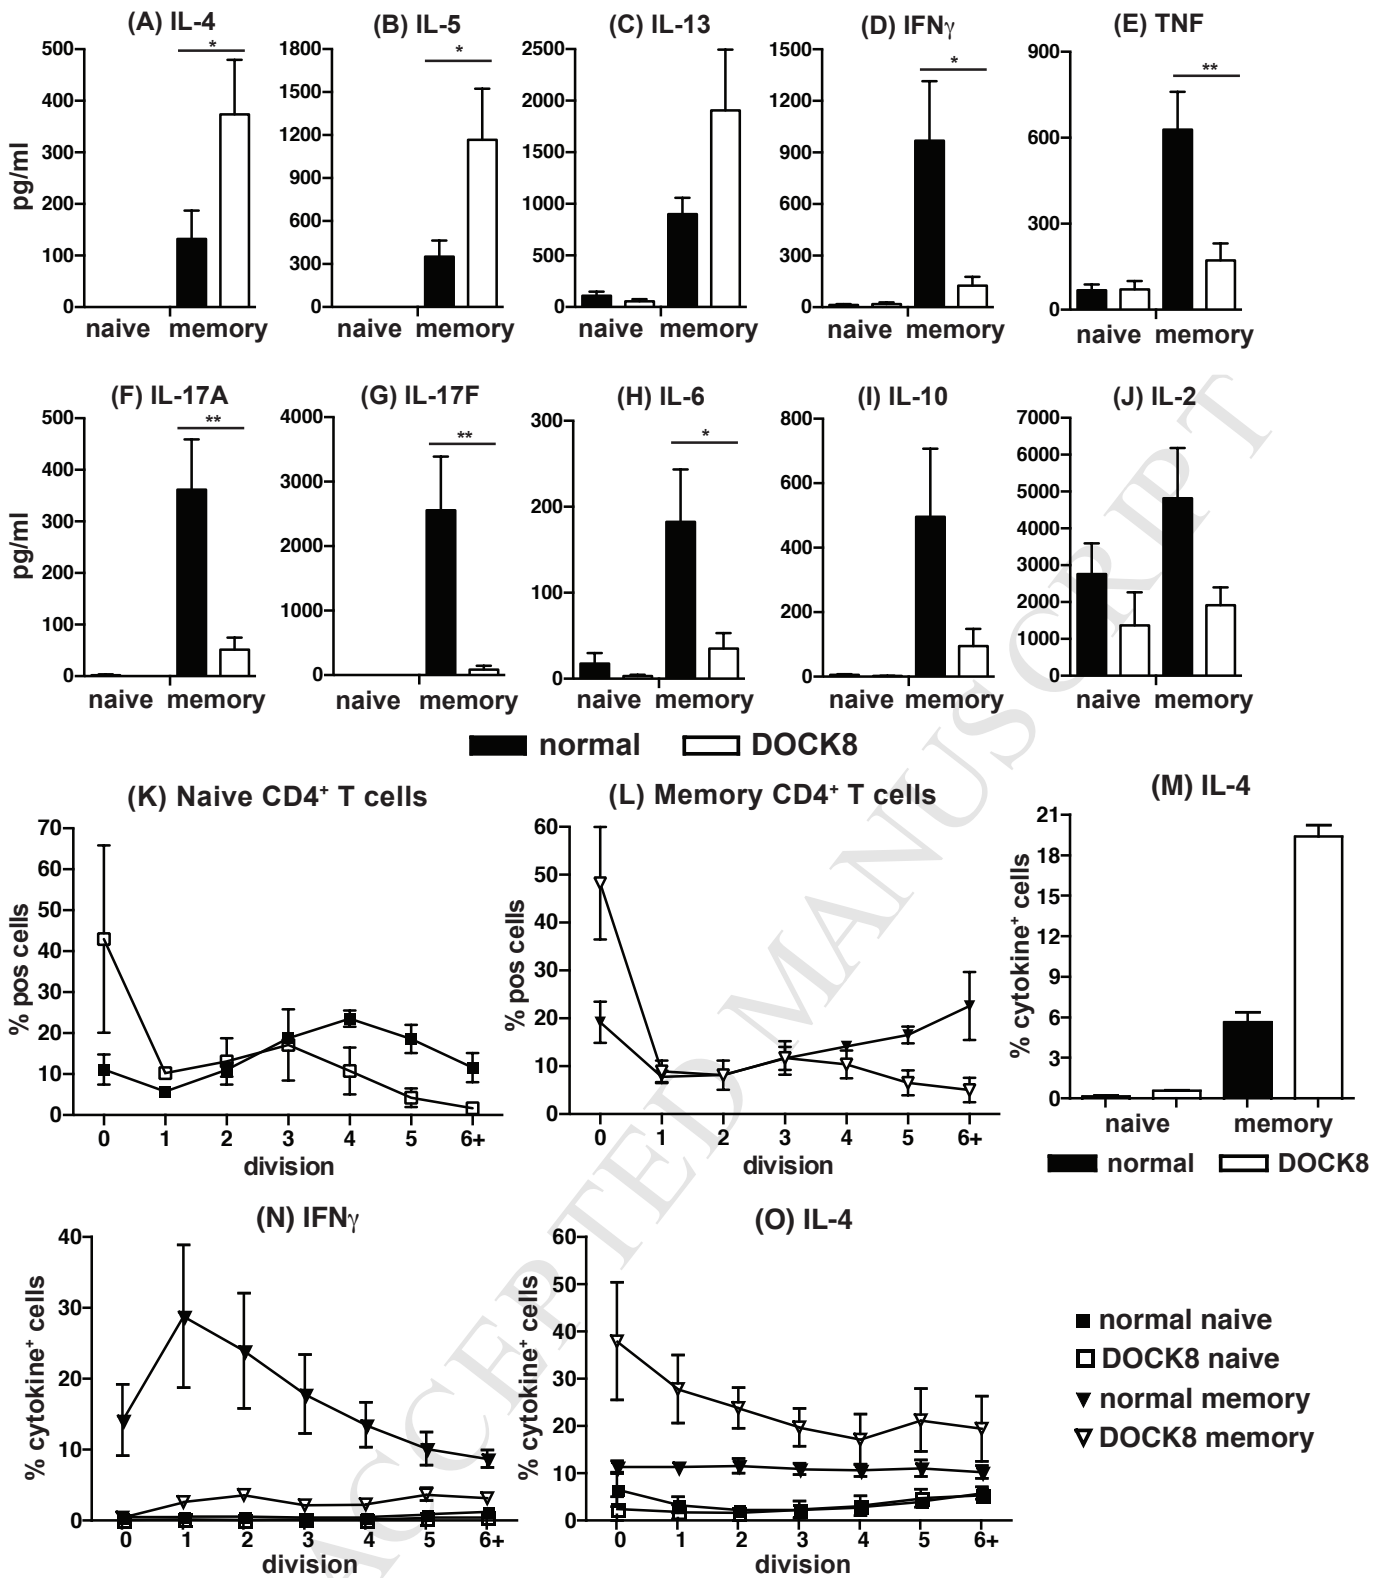 (A) IL-4
(B) IL-5
(C) IL-13
(D) IFNγ
(E) TNF
pg/ml
500
400
300
200
100
0
*
naive memory
1800
1500
1200
900
600
300
0
*
naive memory
2500
2000
1500
1000
500
0
naive memory
1500
1200
900
600
300
0
*
naive memory
900
600
300
0
**
naive memory
(F) IL-17A
(G) IL-17F
(H) IL-6
(I) IL-10
(J) IL-2
pg/ml
500
400
300
200
100
0
**
naive memory
4000
3000
2000
1000
0
**
naive memory
300
200
100
0
*
naive memory
800
600
400
200
0
naive memory
7000
6000
5000
4000
3000
2000
1000
0
naive memory
normal DOCK8
(K) Naive CD4+ T cells
% pos cells
70
60
50
40
30
20
10
0
0 1 2 3 4 5 6+
division
(L) Memory CD4+ T cells
% pos cells
60
50
40
30
20
10
0
0 1 2 3 4 5 6+
division
(M) IL-4
% cytokine+ cells
21
18
15
12
9
6
3
0
naive memory
normal DOCK8
(N) IFNγ
% cytokine+ cells
40
30
20
10
0
0 1 2 3 4 5 6+
division
(O) IL-4
% cytokine+ cells
60
50
40
30
20
10
0
0 1 2 3 4 5 6+
division
normal naive
DOCK8 naive
normal memory
DOCK8 memory
ACCEPTED MANUSCRIPT